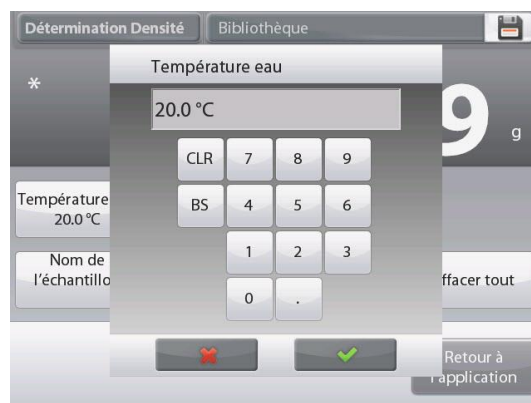 Détermination Densité
Bibliothèque
Température eau
*
20.0 °C
9 g
CLR 7 8 9
BS 4 5 6
1 2 3
0 .
Température
20.0 °C
Nom de
l'échantillo
ffacer tout
Retour à
l'application